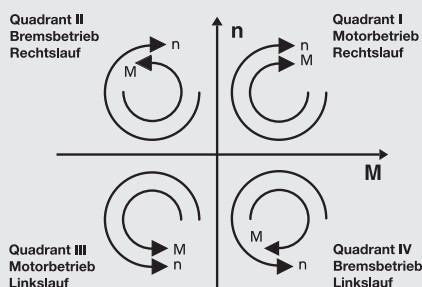 Quadrant II
Bremsbetrieb
Rechtslauf
n
M
n
Quadrant I
Motorbetrieb
Rechtslauf
n
M
M
Quadrant III
Motorbetrieb
Linkslauf
M
n
M
n
Quadrant IV
Bremsbetrieb
Linkslauf